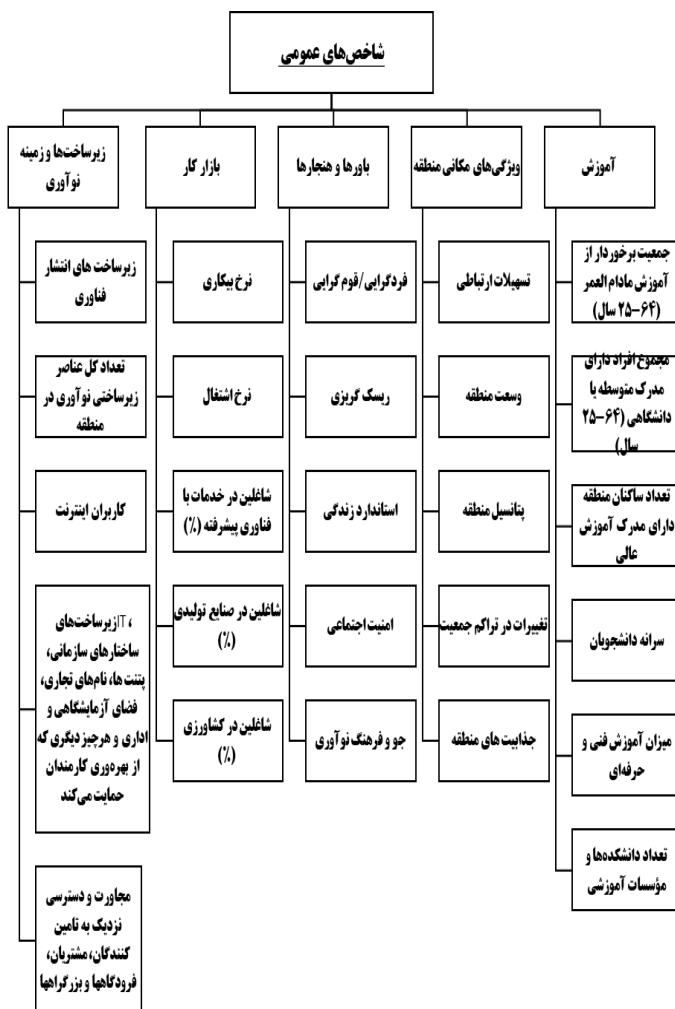 شاخص‌های عمومی
آموزش
جمعیت برخوردار از
آموزش مادام العمر
(۶۴-۲۵ سال)
مجموع افراد دارای
مدرک متوسطه یا
دانشگاهی (۶۴-۲۵
سال)
تعداد ساکنان منطقه
دارای مدرک آموزش
عالی
سرانه دانشجویان
میزان آموزش فنی و
حرفه‌ای
تعداد دانشکده‌ها و
مؤسسات آموزشی
ویژگی‌های مکانی منطقه
تسهیلات ارتباطی
وسعت منطقه
پتانسیل منطقه
تغییرات در تراکم جمعیت
جذابیت های منطقه
باورها و هنجارها
فردگرایی/قوم گرایی
ریسک گریزی
استاندارد زندگی
امنیت اجتماعی
جو و فرهنگ نوآوری
بازار کار
نرخ بیکاری
نرخ اشتغال
شاغلین در خدمات با
فناوری پیشرفته (٪)
شاغلین در صنایع تولیدی
(٪)
شاغلین در کشاورزی
(٪)
زیرساخت‌ها و زمینه
نوآوری
زیرساخت های انتشار
فناوری
تعداد کل عناصر
زیرساختی نوآوری در
منطقه
کاربران اینترنت
، ITزیرساخت‌های
ساختارهای سازمانی،
پتنت ها، نام‌های تجاری،
فضای آزمایشگاهی و
اداری و هرچیز دیگری که
از بهره‌وری کارمندان
حمایت می‌کند
مجاورت و دسترسی
نزدیک به تامین
کنندگان، مشتریان،
فرودگاهها و بزرگراهها